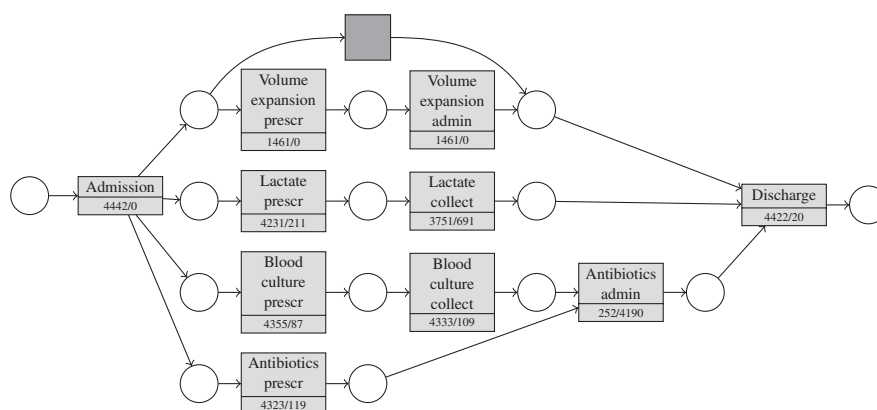 Volume
expansion
prescr
1461/0
Volume
expansion
admin
1461/0
Admission
4442/0
Lactate
prescr
4231/211
Lactate
collect
3751/691
Discharge
4422/20
Blood
culture
prescr
4355/87
Blood
culture
collect
4333/109
Antibiotics
admin
252/4190
Antibiotics
prescr
4323/119